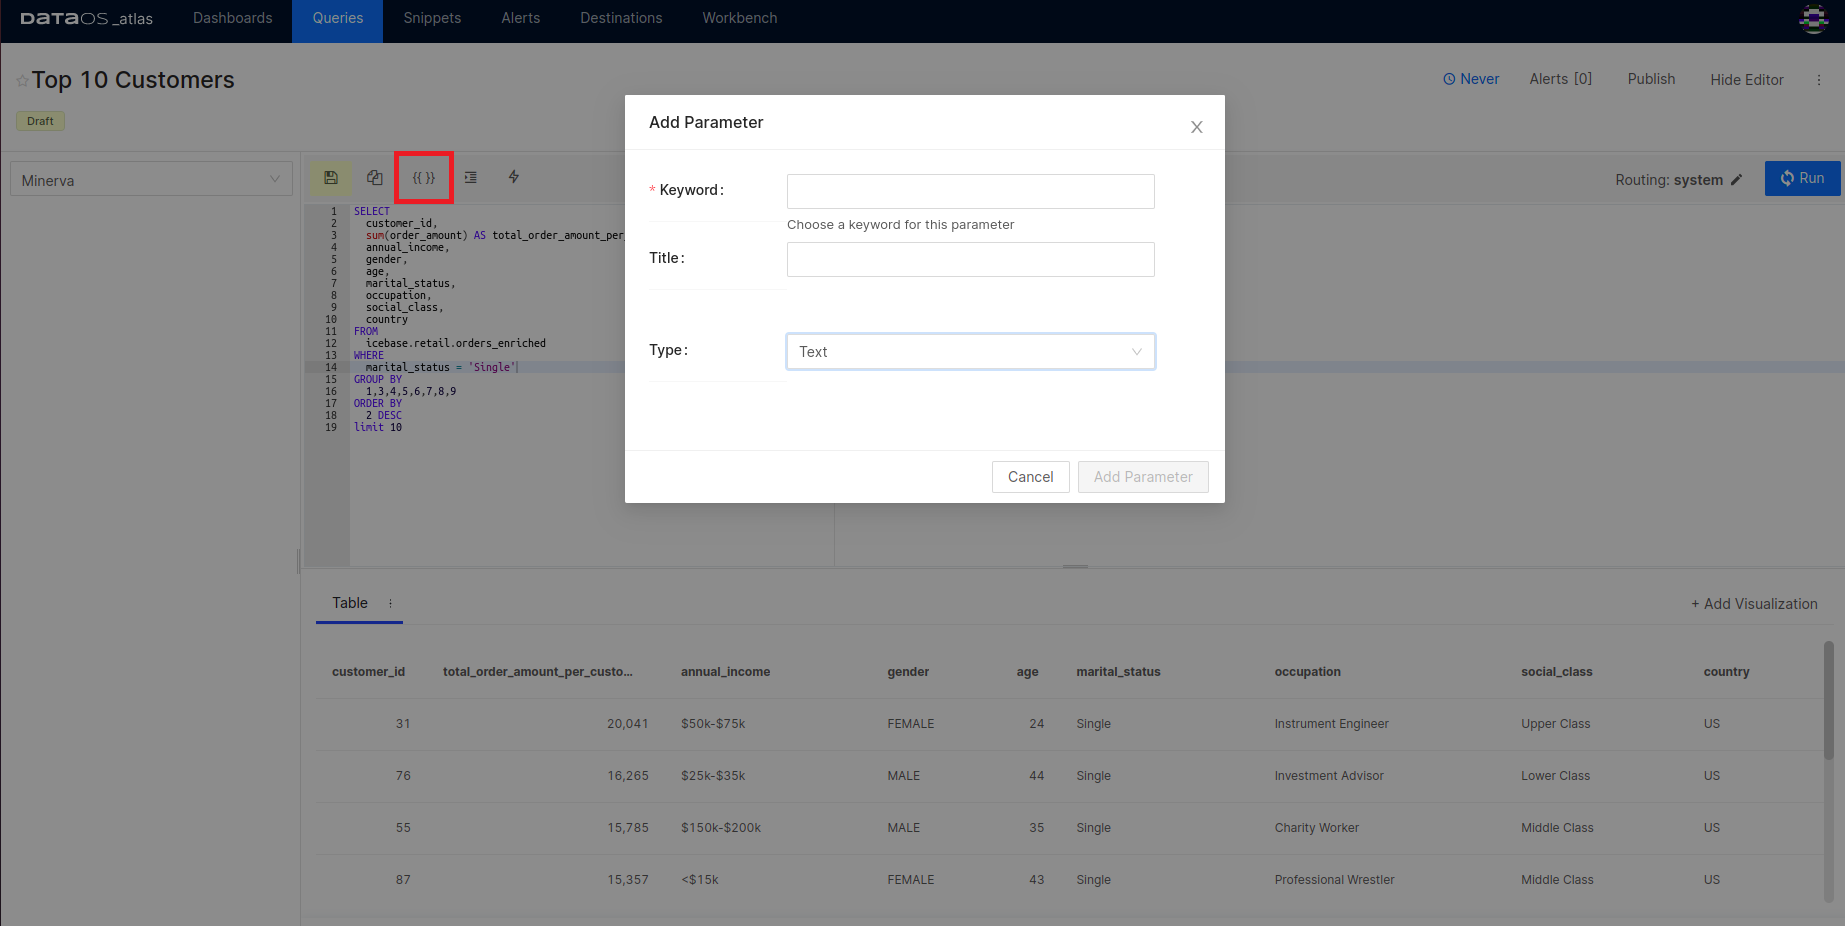 DATAOS _atlas Dashboards Queries Snippets Alerts Destinations Workbench
Top 10 Customers
Never Alerts [0] Publish Hide Editor
Draft
Minerva
{{ }}
Routing: system
Run
1 SELECT
2 customer_id,
3 sum(order_amount) AS total_order_amount_per_
4 annual_income,
5 gender,
6 age,
7 marital_status,
8 occupation,
9 social_class,
10 country
11 FROM
12 icebase.retail.orders_enriched
13 WHERE
14 marital_status = 'Single'
15 GROUP BY
16 1,3,4,5,6,7,8,9
17 ORDER BY
18 2 DESC
19 limit 10
Add Parameter
X
* Keyword:
Choose a keyword for this parameter
Title:
Type: Text
Cancel Add Parameter
Table
+ Add Visualization
customer_id total_order_amount_per_custo... annual_income gender age marital_status occupation social_class country
31 20,041 $50k-$75k FEMALE 24 Single Instrument Engineer Upper Class US
76 16,265 $25k-$35k MALE 44 Single Investment Advisor Lower Class US
55 15,785 $150k-$200k MALE 35 Single Charity Worker Middle Class US
87 15,357 <$15k FEMALE 43 Single Professional Wrestler Middle Class US